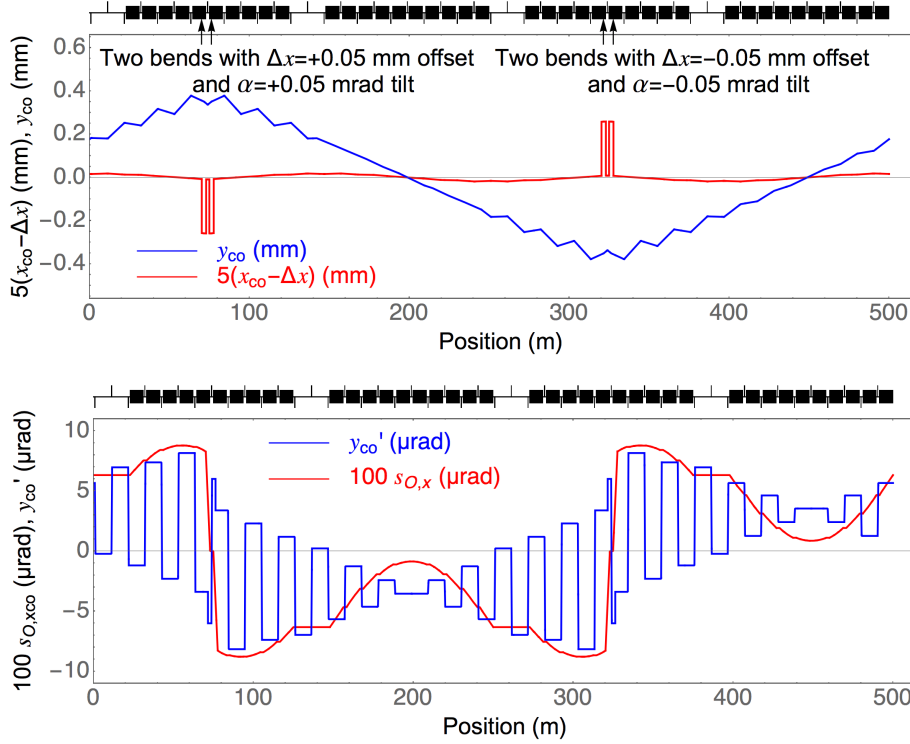 0.6
0.4
0.2
0.0
−0.2
−0.4
5(xco−Δx) (mm), yco (mm)
Two bends with Δx=+0.05 mm offset
and α=+0.05 mrad tilt
Two bends with Δx=−0.05 mm offset
and α=−0.05 mrad tilt
yco (mm)
5(xco−Δx) (mm)
0 100 200 300 400 500
Position (m)
10
5
0
−5
−10
100 sO,xco (μrad), yco' (μrad)
yco' (μrad)
100 sO,x (μrad)
0 100 200 300 400 500
Position (m)